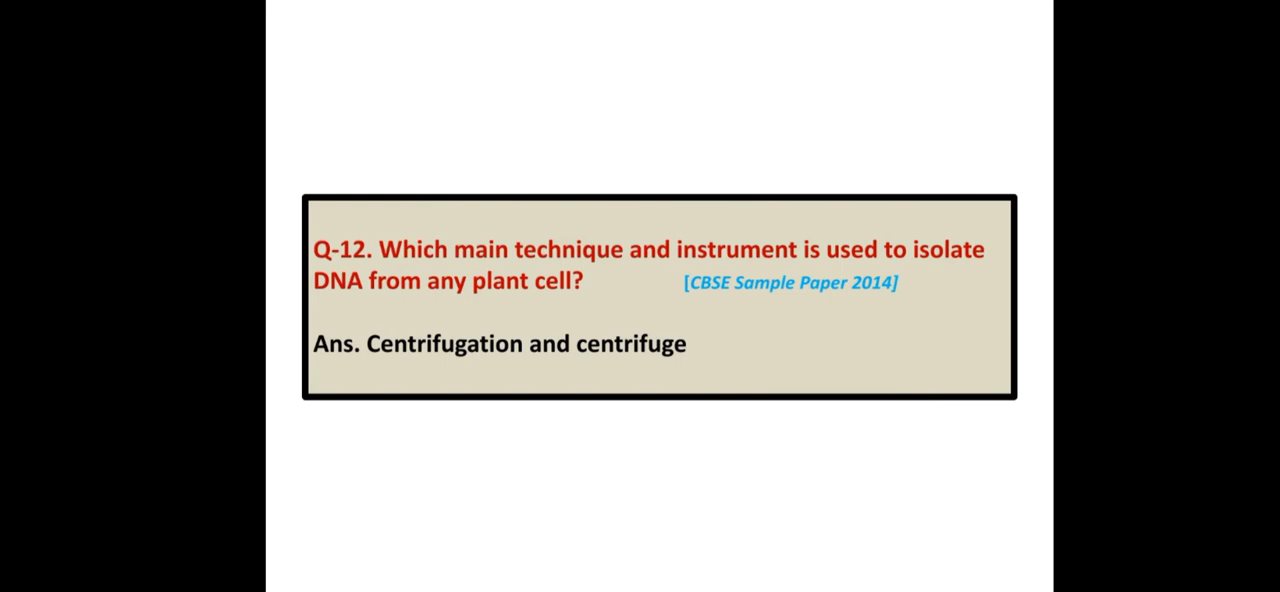 Q-12. Which main technique and instrument is used to isolate
DNA from any plant cell? [CBSE Sample Paper 2014]
Ans. Centrifugation and centrifuge